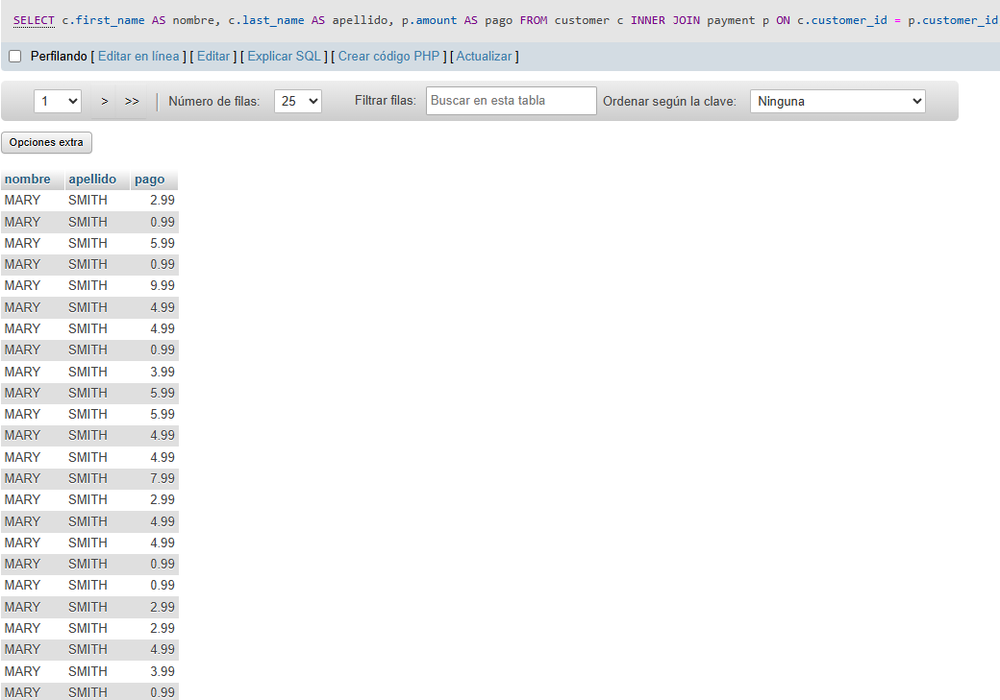 SELECT c.first_name AS nombre, c.last_name AS apellido, p.amount AS pago FROM customer c INNER JOIN payment p ON c.customer_id = p.customer_id
Perfilando [ Editar en línea ] [ Editar ] [ Explicar SQL ] [ Crear código PHP ] [ Actualizar ]
1 > >> | Número de filas: 25 Filtrar filas: Buscar en esta tabla Ordenar según la clave: Ninguna
Opciones extra
nombre apellido pago
MARY SMITH 2.99
MARY SMITH 0.99
MARY SMITH 5.99
MARY SMITH 0.99
MARY SMITH 9.99
MARY SMITH 4.99
MARY SMITH 4.99
MARY SMITH 0.99
MARY SMITH 3.99
MARY SMITH 5.99
MARY SMITH 5.99
MARY SMITH 4.99
MARY SMITH 4.99
MARY SMITH 7.99
MARY SMITH 2.99
MARY SMITH 4.99
MARY SMITH 4.99
MARY SMITH 0.99
MARY SMITH 0.99
MARY SMITH 2.99
MARY SMITH 2.99
MARY SMITH 4.99
MARY SMITH 3.99
MARY SMITH 0.99